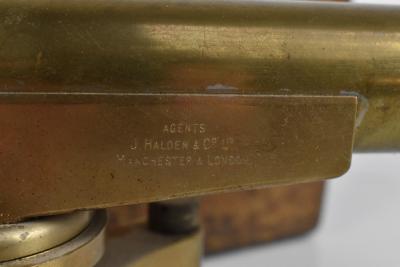 AGENTS
J. HALDEN & CO LD
MANCHESTER & LONDON